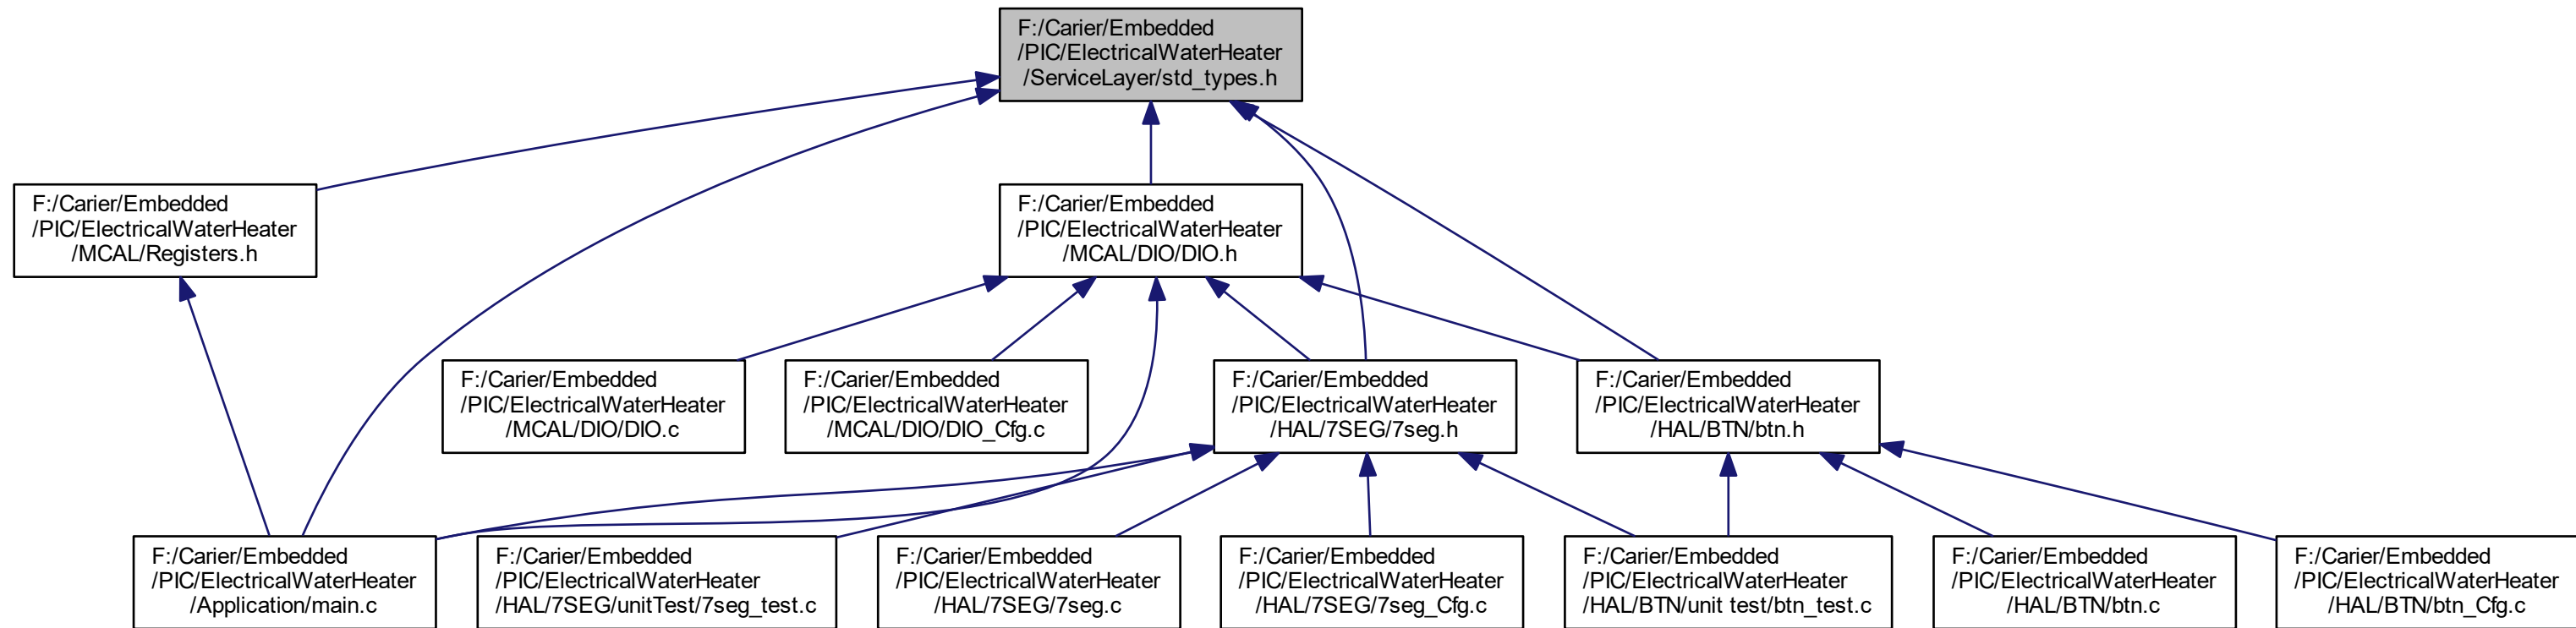 F:/Carier/Embedded
/PIC/ElectricalWaterHeater
/ServiceLayer/std_types.h
F:/Carier/Embedded
/PIC/ElectricalWaterHeater
/MCAL/Registers.h
F:/Carier/Embedded
/PIC/ElectricalWaterHeater
/MCAL/DIO/DIO.h
F:/Carier/Embedded
/PIC/ElectricalWaterHeater
/MCAL/DIO/DIO.c
F:/Carier/Embedded
/PIC/ElectricalWaterHeater
/MCAL/DIO/DIO_Cfg.c
F:/Carier/Embedded
/PIC/ElectricalWaterHeater
/HAL/7SEG/7seg.h
F:/Carier/Embedded
/PIC/ElectricalWaterHeater
/HAL/BTN/btn.h
F:/Carier/Embedded
/PIC/ElectricalWaterHeater
/Application/main.c
F:/Carier/Embedded
/PIC/ElectricalWaterHeater
/HAL/7SEG/unitTest/7seg_test.c
F:/Carier/Embedded
/PIC/ElectricalWaterHeater
/HAL/7SEG/7seg.c
F:/Carier/Embedded
/PIC/ElectricalWaterHeater
/HAL/7SEG/7seg_Cfg.c
F:/Carier/Embedded
/PIC/ElectricalWaterHeater
/HAL/BTN/unit test/btn_test.c
F:/Carier/Embedded
/PIC/ElectricalWaterHeater
/HAL/BTN/btn.c
F:/Carier/Embedded
/PIC/ElectricalWaterHeater
/HAL/BTN/btn_Cfg.c